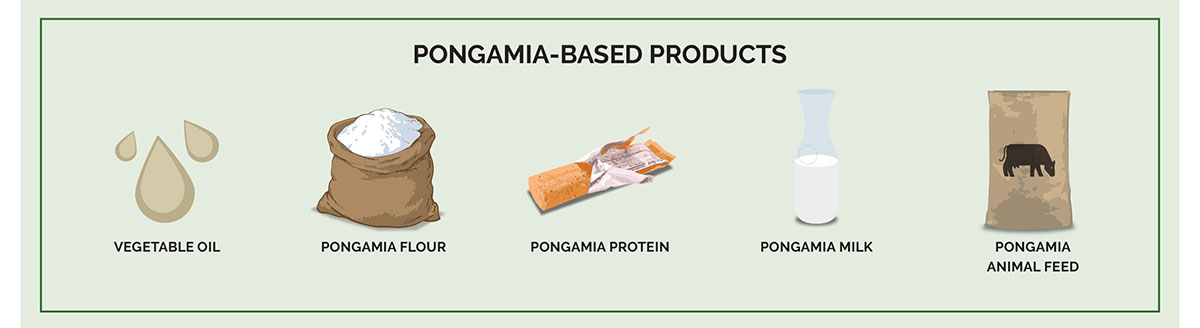 PONGAMIA-BASED PRODUCTS
VEGETABLE OIL
PONGAMIA FLOUR
PONGAMIA PROTEIN
PONGAMIA MILK
PONGAMIA
ANIMAL FEED